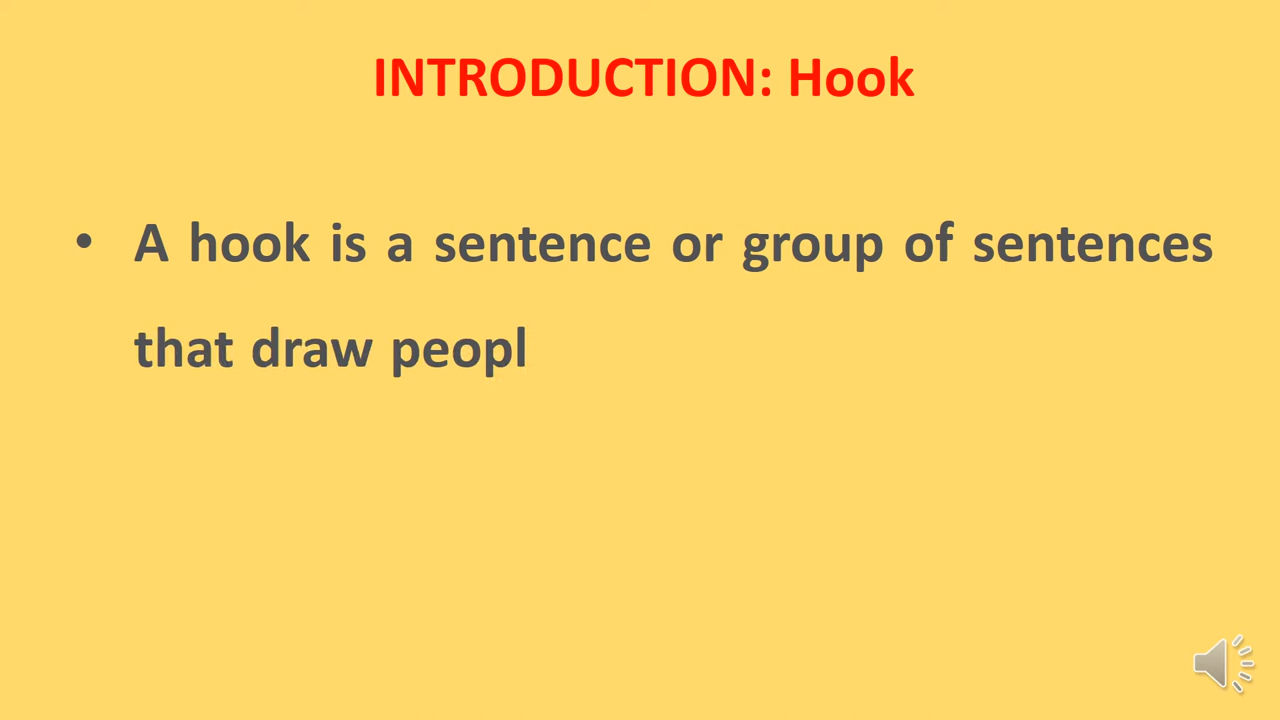 INTRODUCTION: Hook
• A hook is a sentence or group of sentences
that draw peopl